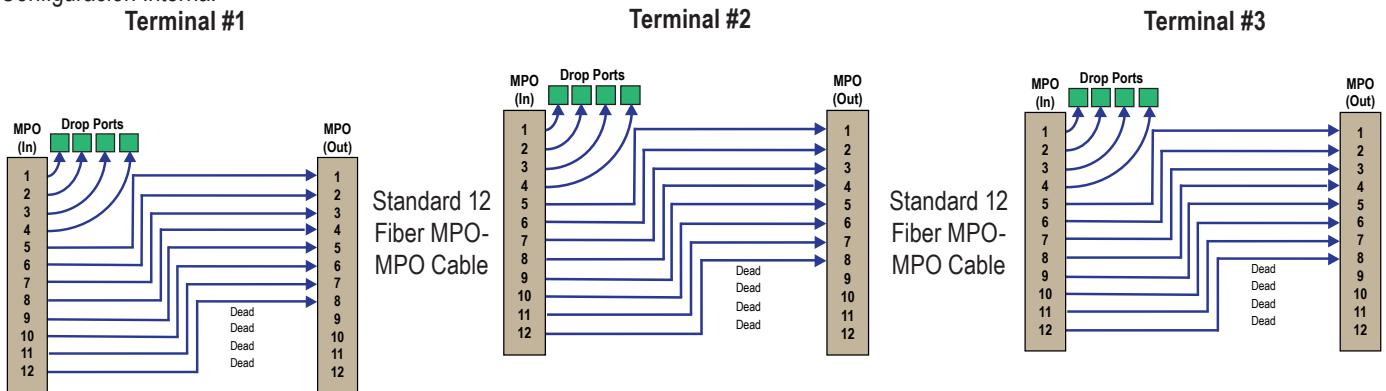 Configuración Interna:
Terminal #1
Terminal #2
Terminal #3
MPO
(In)
Drop Ports
MPO
(Out)
1
2
3
4
5
6
7
8
9
10
11
12
Dead
Dead
Dead
Dead
1
2
3
4
5
6
7
8
9
10
11
12
Standard 12
Fiber MPO-
MPO Cable
MPO
(In)
Drop Ports
MPO
(Out)
1
2
3
4
5
6
7
8
9
10
11
12
Dead
Dead
Dead
Dead
1
2
3
4
5
6
7
8
9
10
11
12
Standard 12
Fiber MPO-
MPO Cable
MPO
(In)
Drop Ports
MPO
(Out)
1
2
3
4
5
6
7
8
9
10
11
12
Dead
Dead
Dead
Dead
1
2
3
4
5
6
7
8
9
10
11
12